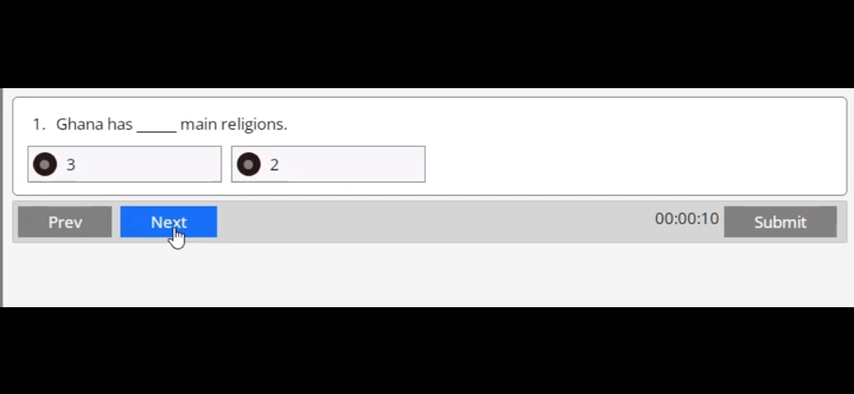 1. Ghana has _____ main religions.
3 2
Prev Next 00:00:10 Submit